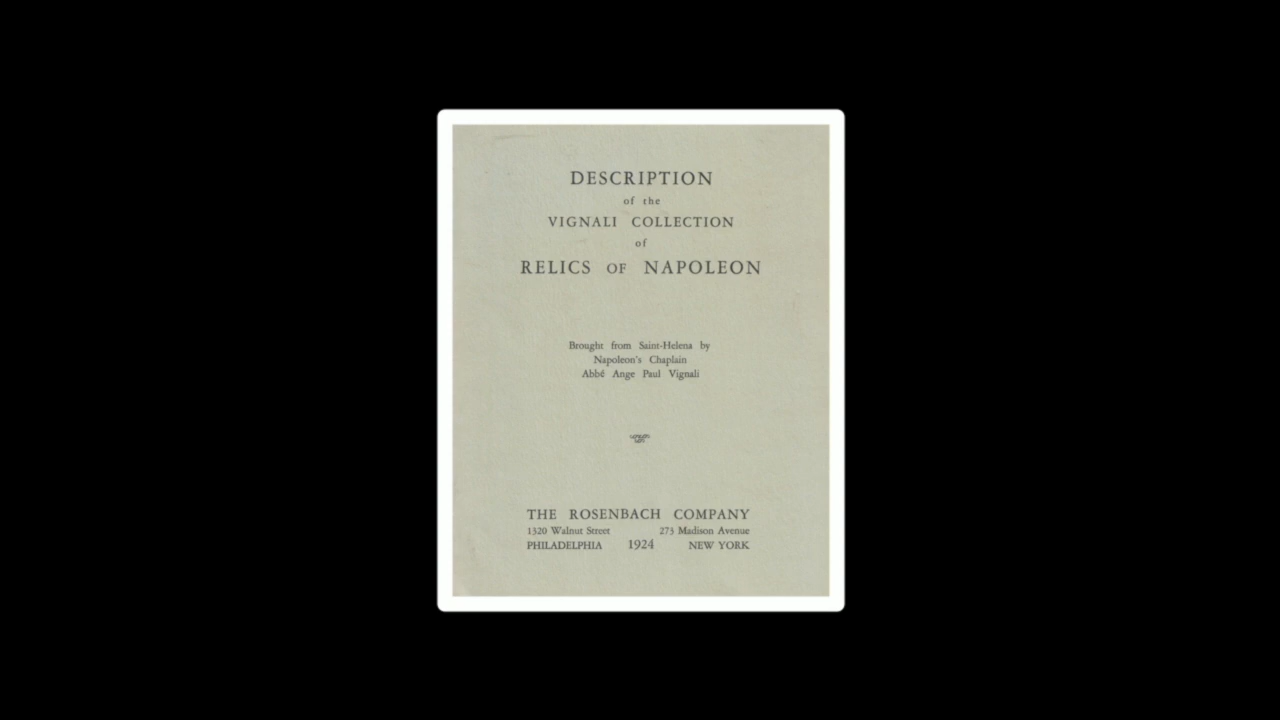 DESCRIPTION
of the
VIGNALI COLLECTION
of
RELICS OF NAPOLEON
Brought from Saint-Helena by
Napoleon's Chaplain
Abbé Ange Paul Vignali
THE ROSENBACH COMPANY
1320 Walnut Street 273 Madison Avenue
PHILADELPHIA 1924 NEW YORK